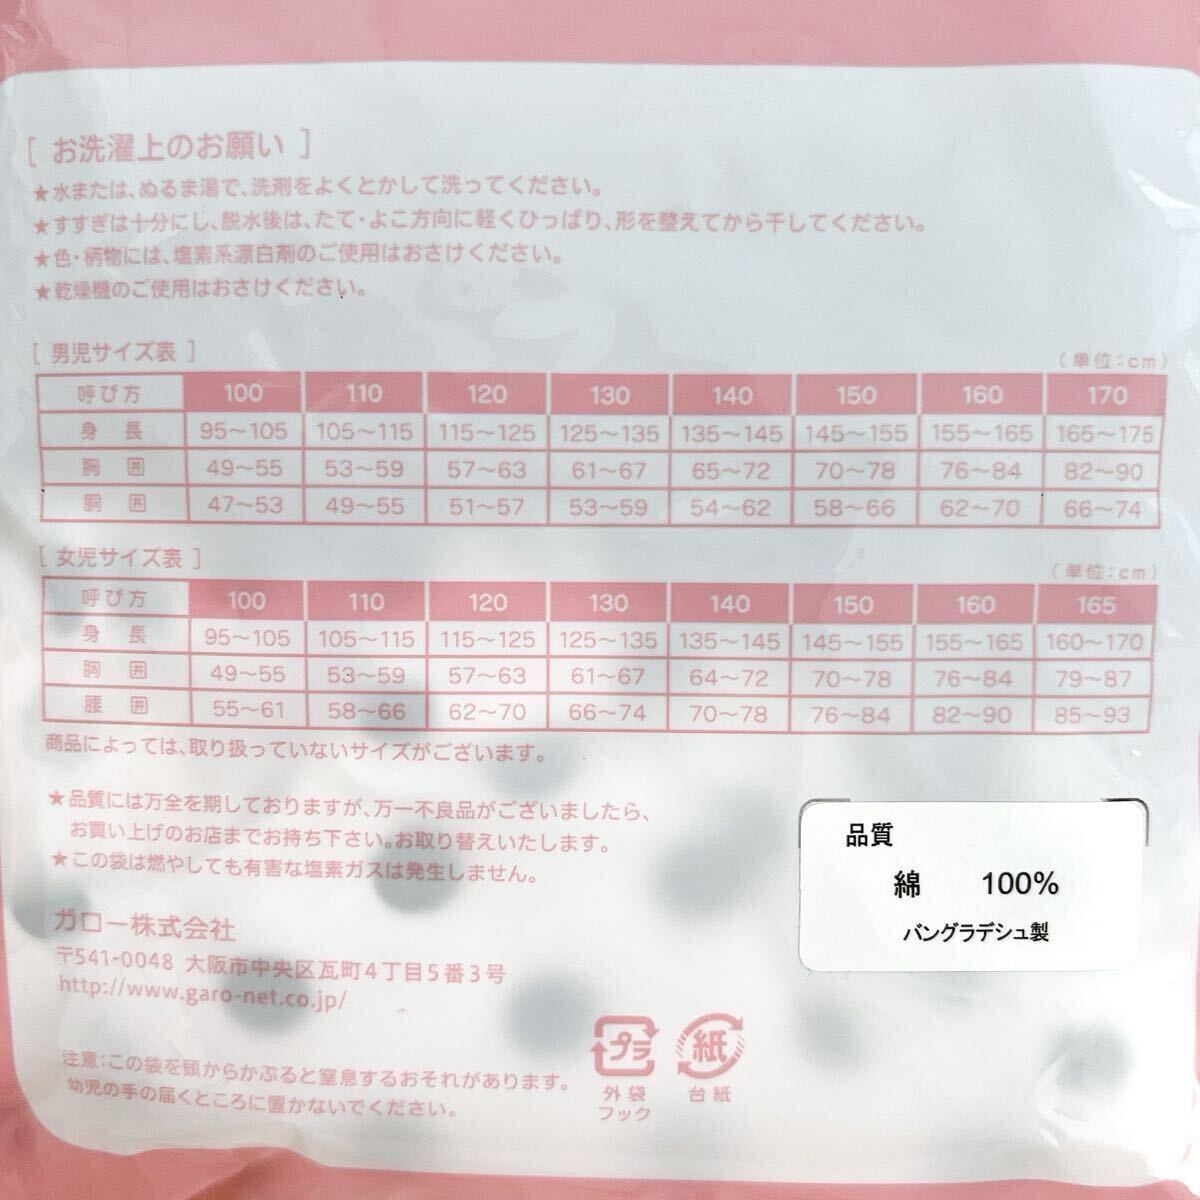 [ お洗濯上のお願い ]
★水または、ぬるま湯で、洗剤をよくとかして洗ってください。
★すすぎは十分にし、脱水後は、たて・よこ方向に軽くひっぱり、形を整えてから干してください。
★色・柄物には、塩素系漂白剤のご使用はおさけください。
★乾燥機のご使用はおさけください。
[ 男児サイズ表 ]
(単位:cm)
呼び方 100 110 120 130 140 150 160 170
身長 95〜105 105〜115 115〜125 125〜135 135〜145 145〜155 155〜165 165〜175
胸囲 49〜55 53〜59 57〜63 61〜67 65〜72 70〜78 76〜84 82〜90
胴囲 47〜53 49〜55 51〜57 53〜59 54〜62 58〜66 62〜70 66〜74
[ 女児サイズ表 ]
(単位:cm)
呼び方 100 110 120 130 140 150 160 165
身長 95〜105 105〜115 115〜125 125〜135 135〜145 145〜155 155〜165 160〜170
胸囲 49〜55 53〜59 57〜63 61〜67 64〜72 70〜78 76〜84 79〜87
腰囲 55〜61 58〜66 62〜70 66〜74 70〜78 76〜84 82〜90 85〜93
商品によっては、取り扱っていないサイズがございます。
★品質には万全を期しておりますが、万一不良品がございましたら、
お買い上げのお店までお持ち下さい。お取り替えいたします。
★この袋は燃やしても有害な塩素ガスは発生しません。
ガロー株式会社
〒541-0048 大阪市中央区瓦町4丁目5番3号
http://www.garo-net.co.jp/
注意:この袋を頭からかぶると窒息するおそれがあります。
幼児の手の届くところに置かないでください。
プラ
外袋
フック
紙
台紙
品質
綿 100%
バングラデシュ製